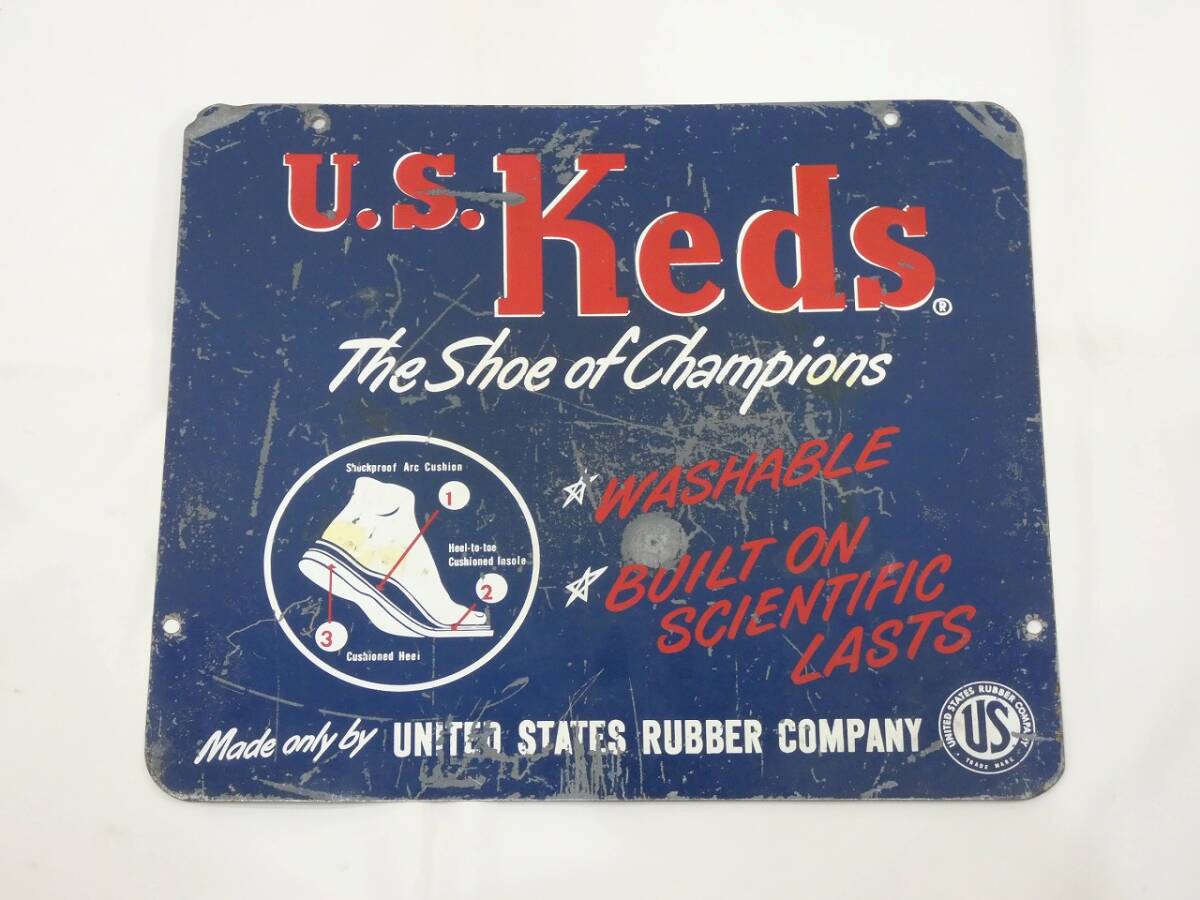 U.S. Keds®
The Shoe of Champions
Shockproof Arc Cushion
1
Heel-to-toe
Cushioned Insole
2
3
Cushioned Heel
WASHABLE
BUILT ON
SCIENTIFIC
LASTS
Made only by UNITED STATES RUBBER COMPANY
UNITED STATES RUBBER COMPANY
US
TRADE MARK